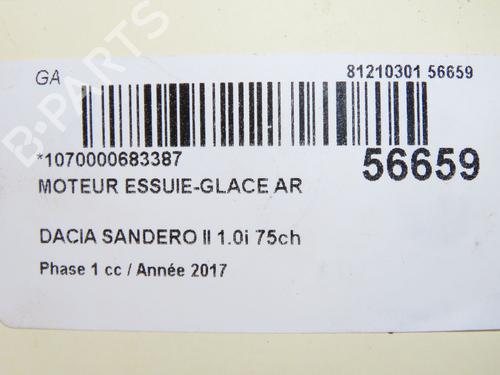 GA
81210301 56659
*1070000683387
56659
MOTEUR ESSUIE-GLACE AR
DACIA SANDERO II 1.0i 75ch
Phase 1 cc / Année 2017
B-PARTS